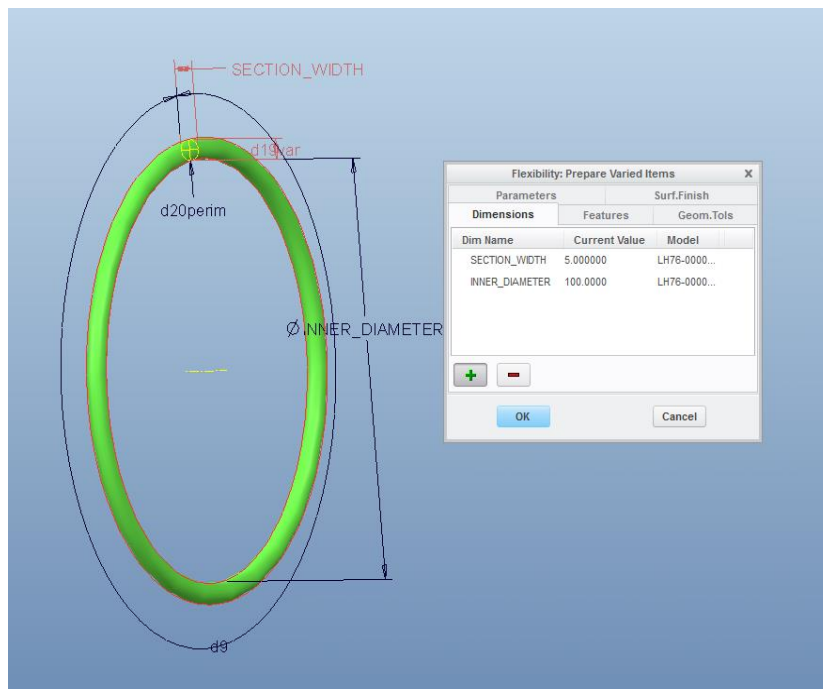 SECTION_WIDTH
d19var
d20perim
ØINNER_DIAMETER
d9
Flexibility: Prepare Varied Items X
Parameters Surf.Finish
Dimensions Features Geom.Tols
Dim Name Current Value Model
SECTION_WIDTH 5.000000 LH76-0000...
INNER_DIAMETER 100.0000 LH76-0000...
OK Cancel